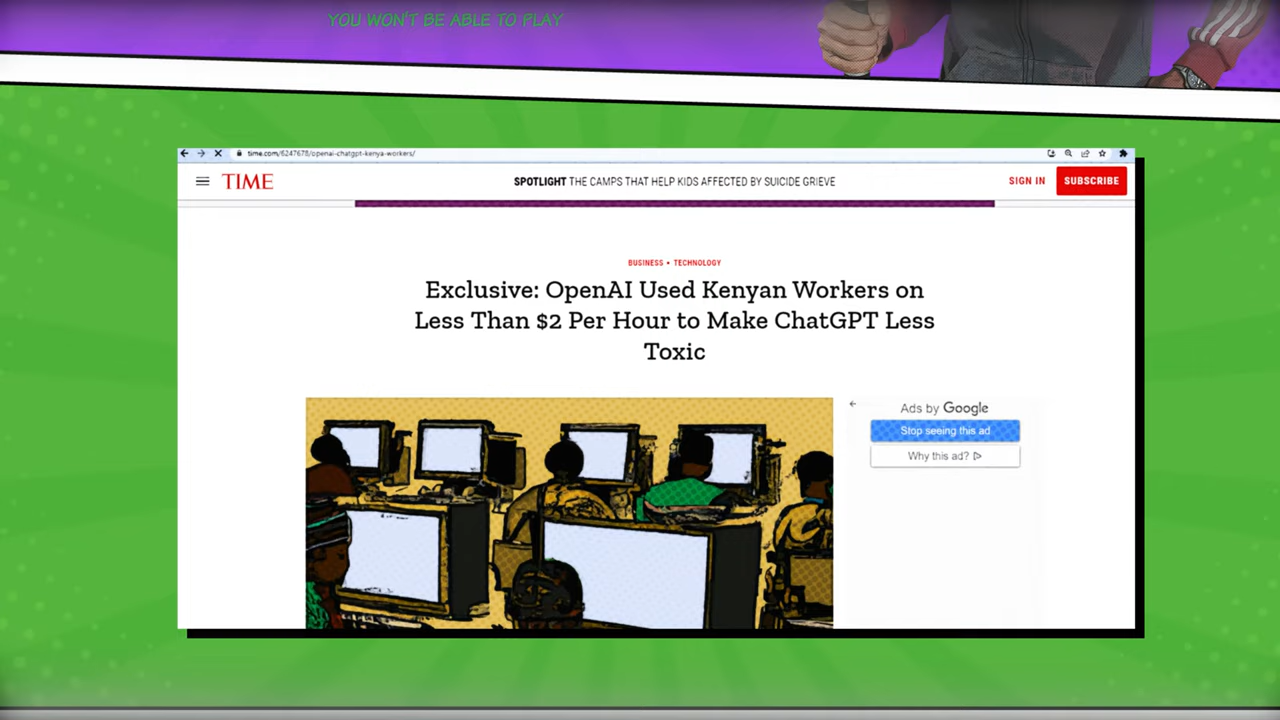 YOU WON'T BE ABLE TO PLAY
time.com/6247678/openai-chatgpt-kenya-workers/
TIME
SPOTLIGHT THE CAMPS THAT HELP KIDS AFFECTED BY SUICIDE GRIEVE
SIGN IN
SUBSCRIBE
BUSINESS • TECHNOLOGY
Exclusive: OpenAI Used Kenyan Workers on
Less Than $2 Per Hour to Make ChatGPT Less
Toxic
Ads by Google
Stop seeing this ad
Why this ad?